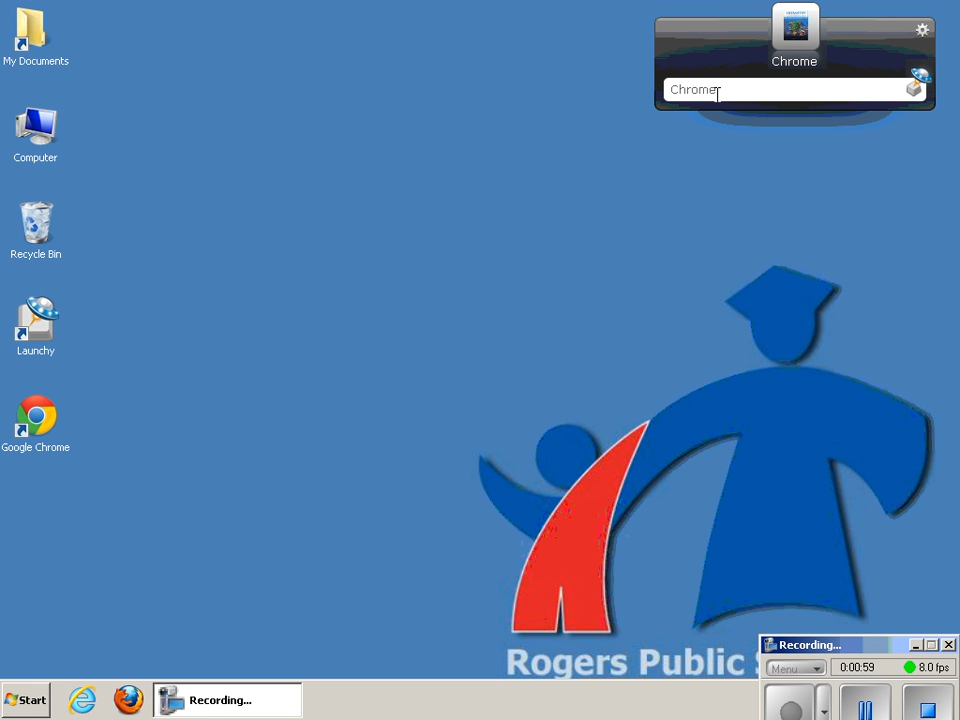 My Documents
Computer
Recycle Bin
Launchy
Google Chrome
Chrome
Chrome
Rogers Public
Recording...
Menu
0:00:59
8.0 fps
Start
Recording...